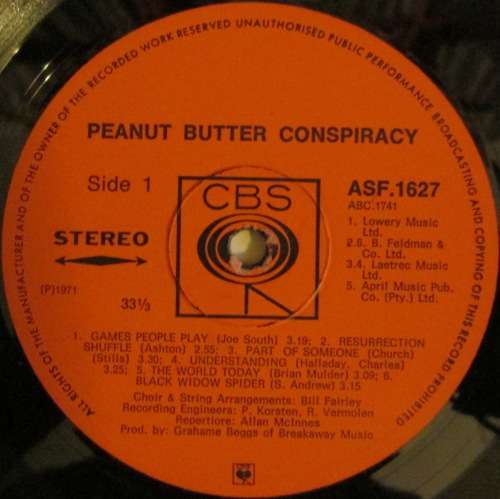 ALL RIGHTS OF THE MANUFACTURER AND OF THE OWNER OF THE RECORDED WORK RESERVED UNAUTHORISED PUBLIC PERFORMANCE BROADCASTING AND COPYING OF THIS RECORD PROHIBITED
PEANUT BUTTER CONSPIRACY
Side 1
CBS
ASF.1627
ABC.1741
STEREO
1. Lowery Music
Ltd.
2.6. B. Feldman &
Co. Ltd.
3.4. Laetrec Music
Ltd.
5. April Music Pub.
Co. (Pty.) Ltd.
(P)1971
33⅓
1. GAMES PEOPLE PLAY (Joe South) 3.19; 2. RESURRECTION
SHUFFLE (Ashton) 2.55; 3. PART OF SOMEONE (Church)
(Stills) 3.30; 4. UNDERSTANDING (Halladay, Charles)
3.25; 5. THE WORLD TODAY (Brian Mulder) 3.09; 6.
BLACK WIDOW SPIDER (S. Andrew) 3.15
Choir & String Arrangements: Bill Fairley
Recording Engineers: P. Korsten, R. Vermolen
Repertiore: Allan McInnes
Prod. by: Grahame Beggs of Breakaway Music